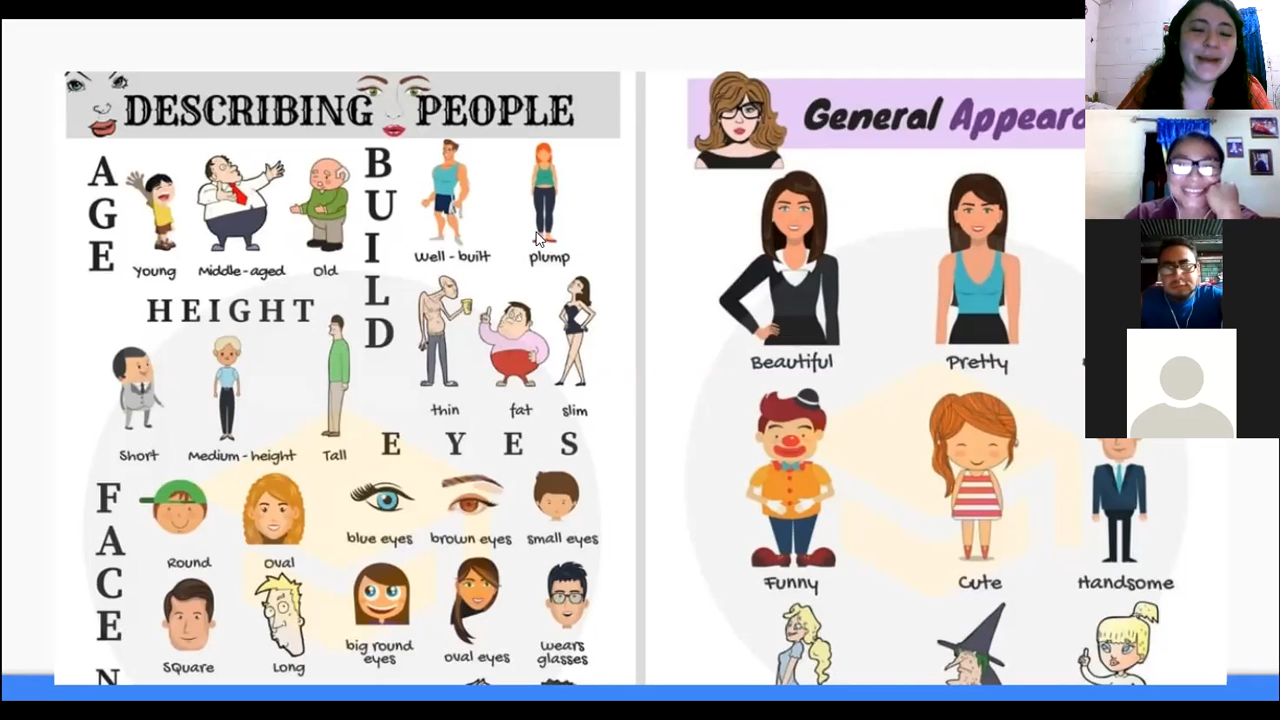 DESCRIBING PEOPLE
AGE
Young Middle-aged Old
BUILD
Well - built plump
thin fat slim
HEIGHT
Short Medium - height Tall
EYES
blue eyes brown eyes small eyes
big round eyes oval eyes wears glasses
FACE
Round Oval
SQuare Long
General
Beautiful Pretty
Funny Cute Handsome